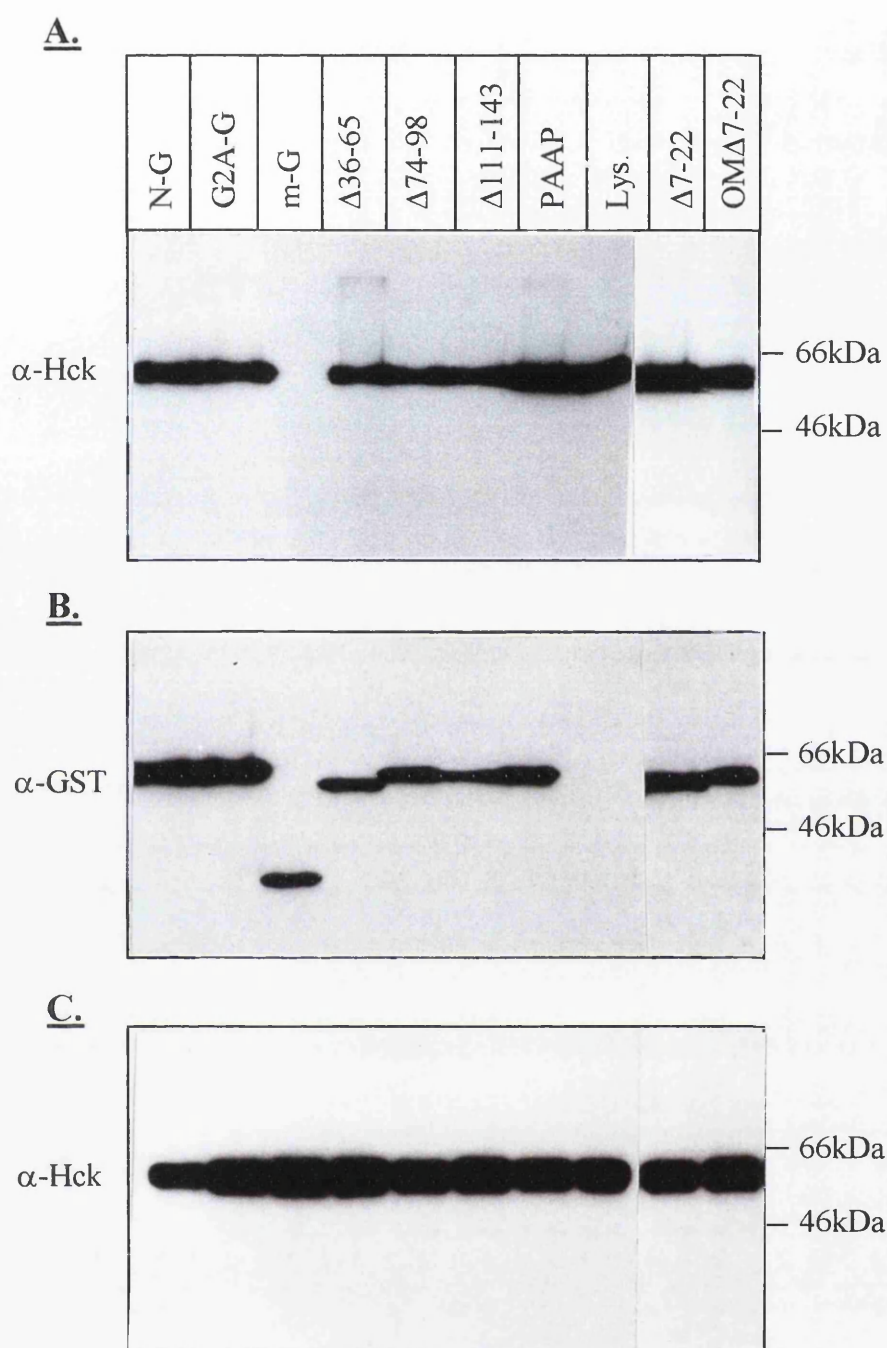 A.
N-G
G2A-G
m-G
Δ36-65
Δ74-98
Δ111-143
PAAP
Lys.
Δ7-22
OMΔ7-22
α-Hck
66kDa
46kDa
B.
α-GST
66kDa
46kDa
C.
α-Hck
66kDa
46kDa